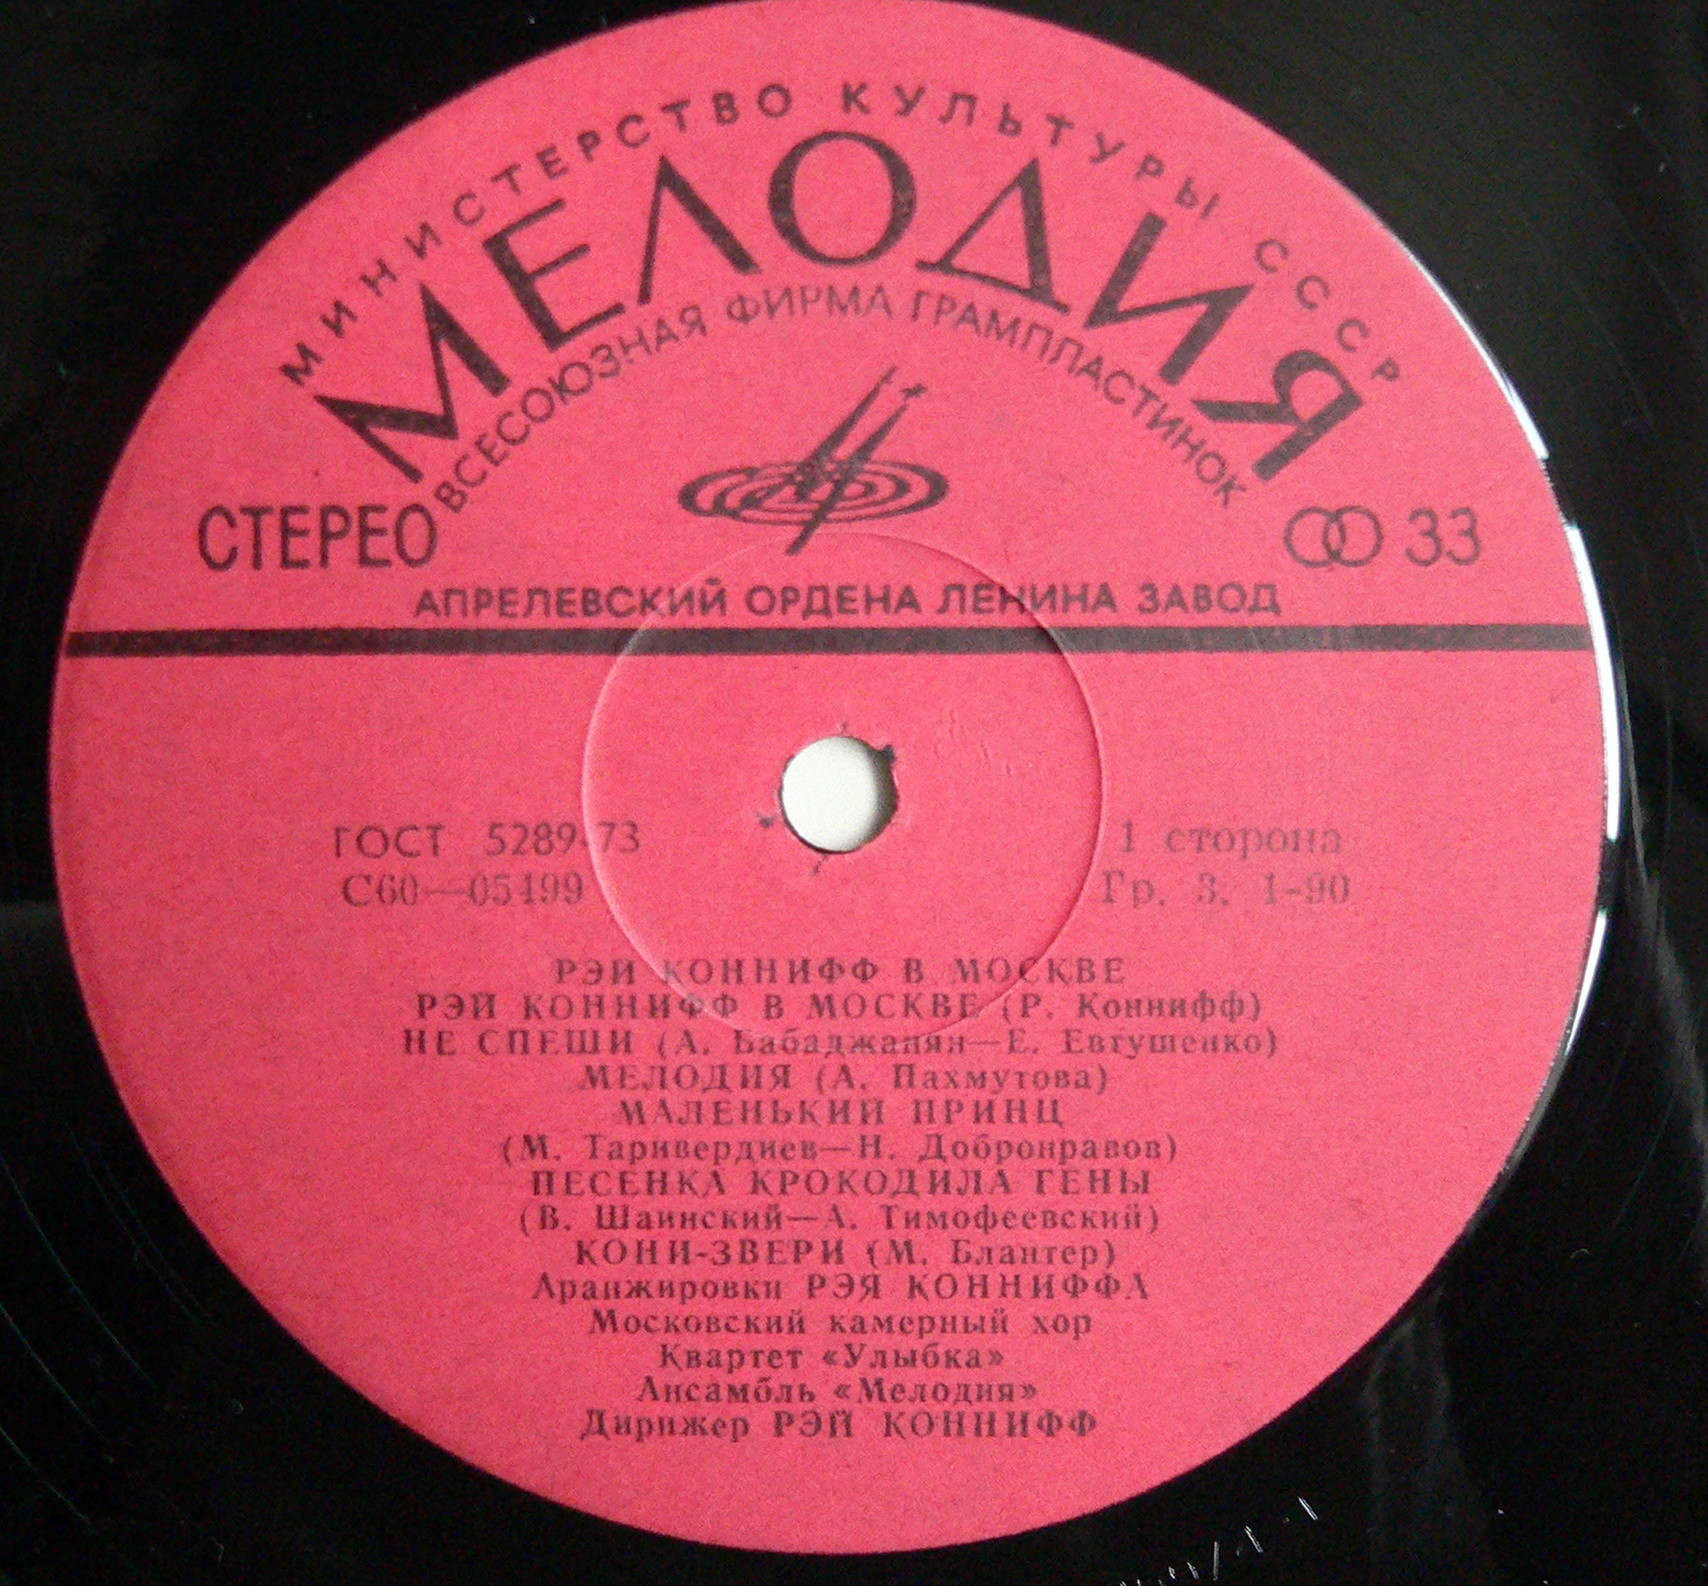 МИНИСТЕРСТВО КУЛЬТУРЫ СССР
МЕЛОДИЯ
ВСЕСОЮЗНАЯ ФИРМА ГРАМПЛАСТИНОК
СТЕРЕО
33
АПРЕЛЕВСКИЙ ОРДЕНА ЛЕНИНА ЗАВОД
ГОСТ 5289-73
1 сторона
С60—05499
Гр. 3. 1-90
РЭЙ КОННИФФ В МОСКВЕ
РЭЙ КОННИФФ В МОСКВЕ (Р. Коннифф)
НЕ СПЕШИ (А. Бабаджанян—Е. Евтушенко)
МЕЛОДИЯ (А. Пахмутова)
МАЛЕНЬКИЙ ПРИНЦ
(М. Таривердиев—Н. Добронравов)
ПЕСЕНКА КРОКОДИЛА ГЕНЫ
(В. Шаинский—А. Тимофеевский)
КОНИ-ЗВЕРИ (М. Блантер)
Аранжировки РЭЯ КОННИФФА
Московский камерный хор
Квартет «Улыбка»
Ансамбль «Мелодия»
Дирижер РЭЙ КОННИФФ